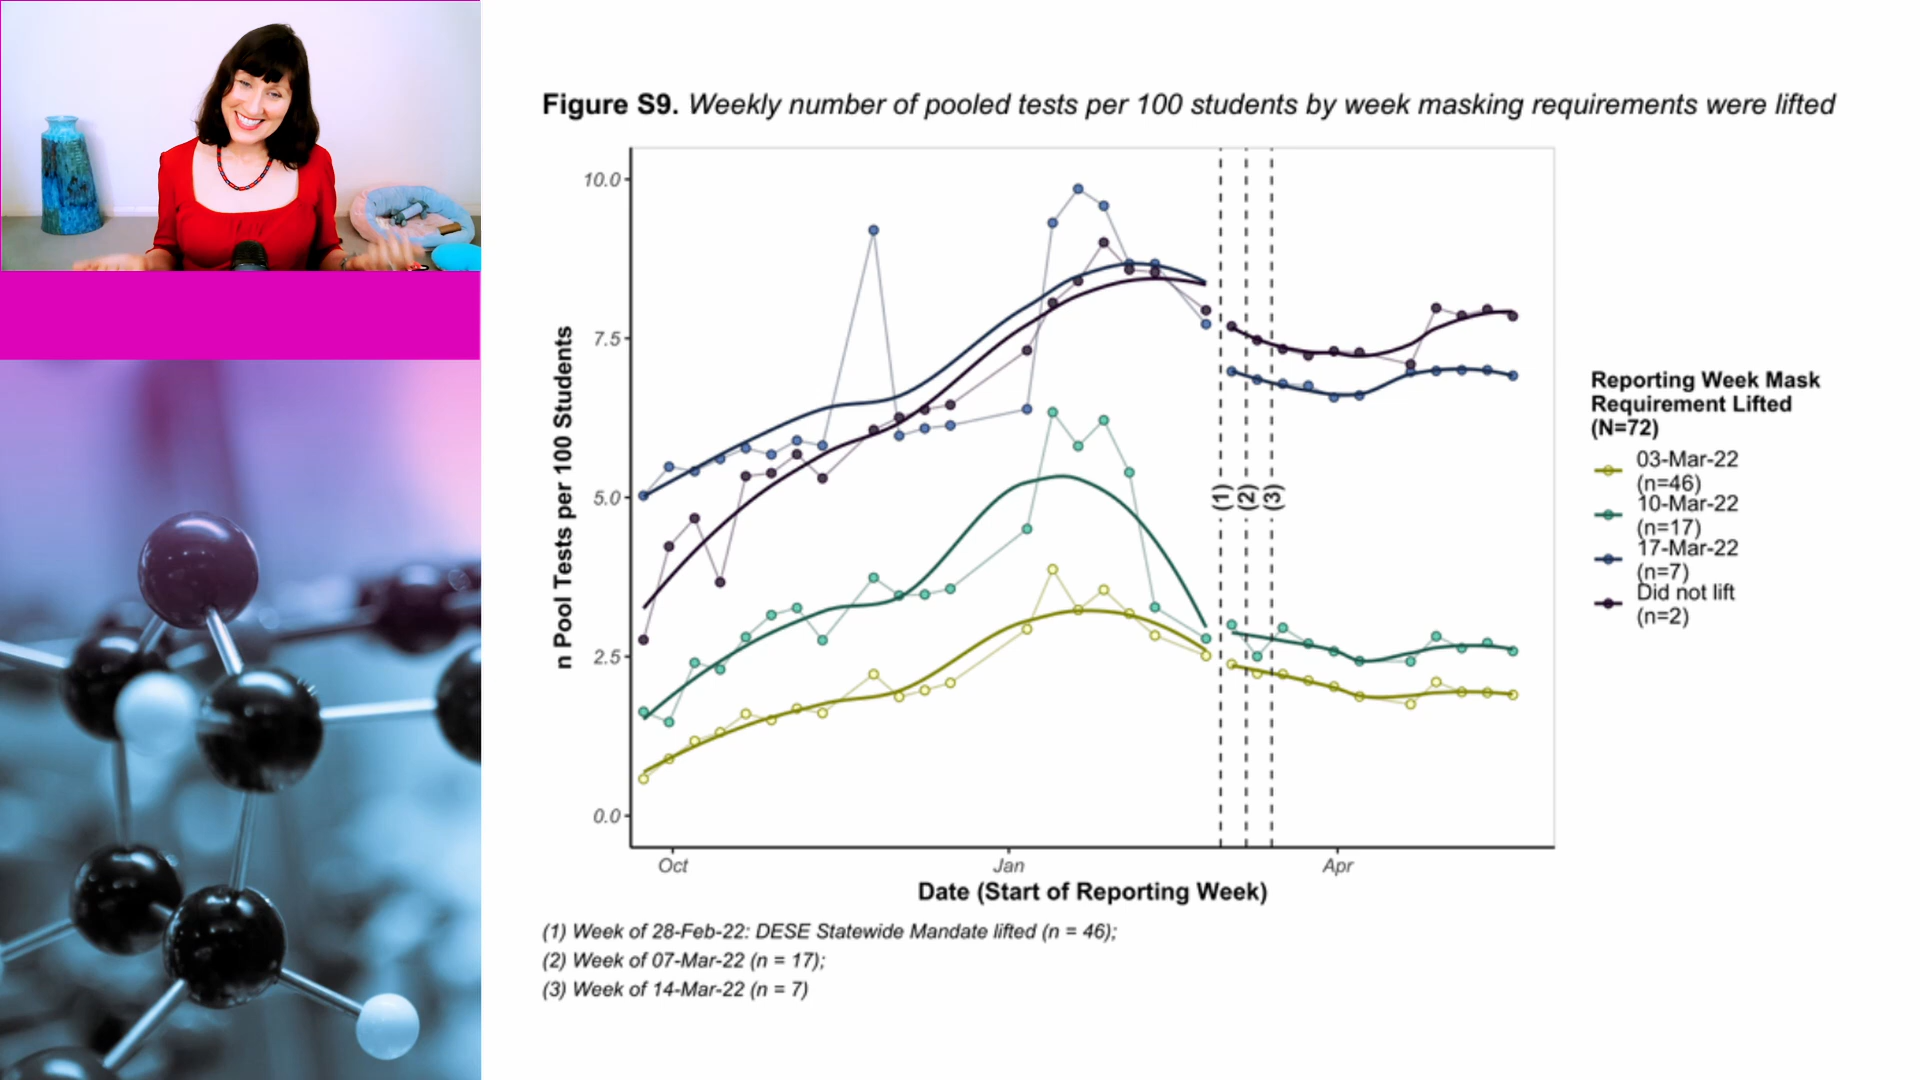 Figure S9. Weekly number of pooled tests per 100 students by week masking requirements were lifted
10.0
7.5
5.0
2.5
0.0
n Pool Tests per 100 Students
(1)
(2)
(3)
Oct
Jan
Apr
Date (Start of Reporting Week)
Reporting Week Mask
Requirement Lifted
(N=72)
03-Mar-22
(n=46)
10-Mar-22
(n=17)
17-Mar-22
(n=7)
Did not lift
(n=2)
(1) Week of 28-Feb-22: DESE Statewide Mandate lifted (n = 46);
(2) Week of 07-Mar-22 (n = 17);
(3) Week of 14-Mar-22 (n = 7)